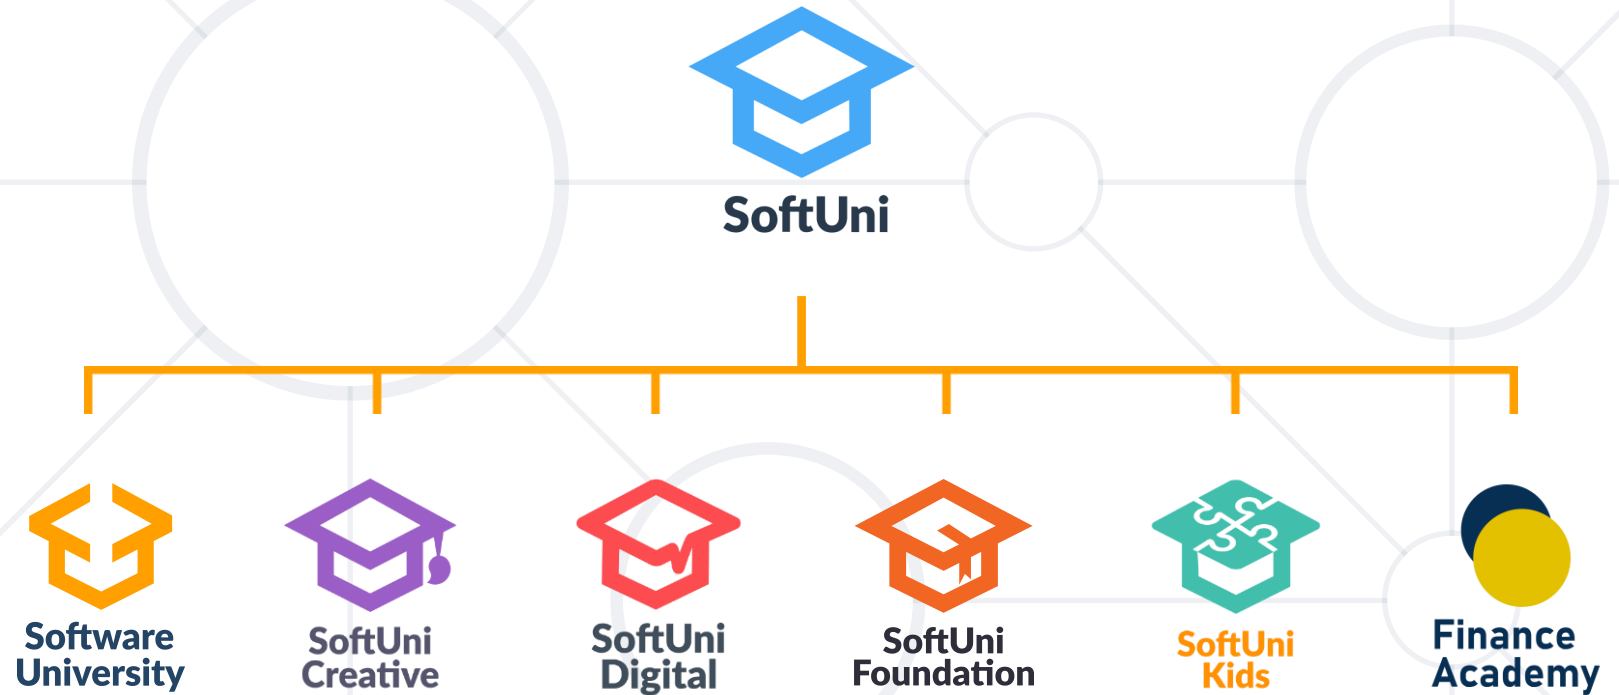 SoftUni
Software
University
SoftUni
Creative
SoftUni
Digital
SoftUni
Foundation
SoftUni
Kids
Finance
Academy